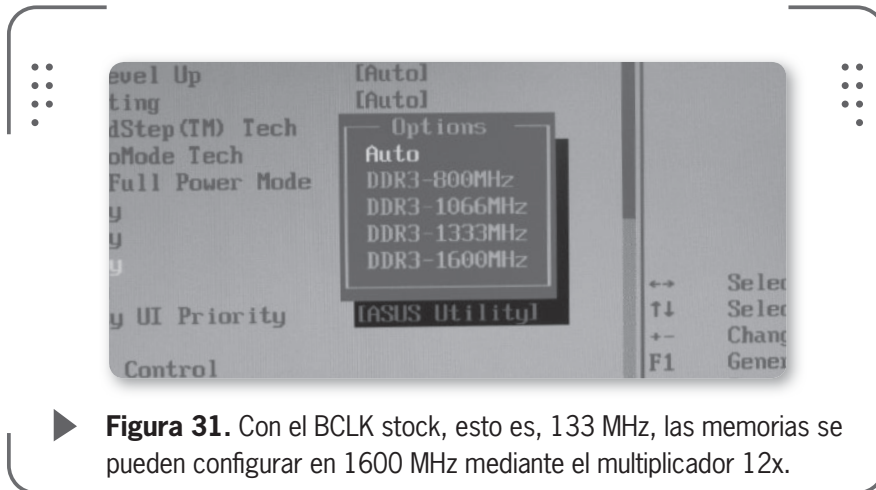 evel Up [Auto]
ting [Auto]
dStep(TM) Tech
oMode Tech
Full Power Mode
y
y
y
y UI Priority [ASUS Utility]
Control
Options
Auto
DDR3-800MHz
DDR3-1066MHz
DDR3-1333MHz
DDR3-1600MHz
←→ Selec
↑↓ Selec
+- Chang
F1 Gener
Figura 31. Con el BCLK stock, esto es, 133 MHz, las memorias se
pueden configurar en 1600 MHz mediante el multiplicador 12x.